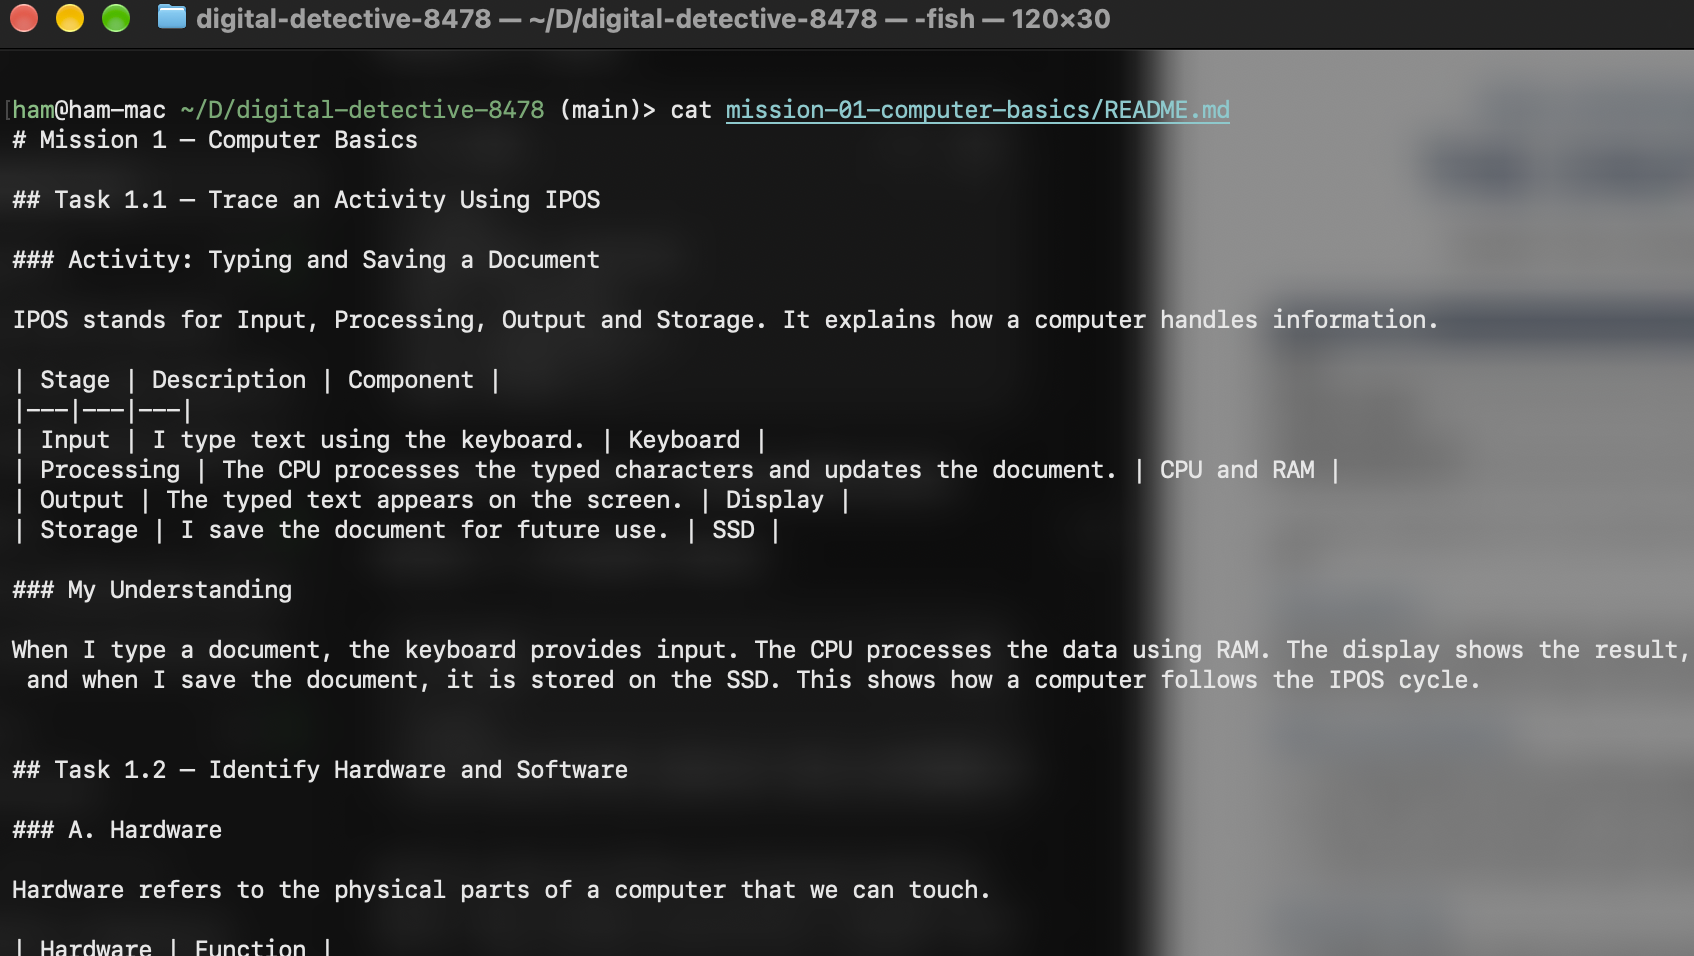 digital-detective-8478 — ~/D/digital-detective-8478 — -fish — 120×30
ham@ham-mac ~/D/digital-detective-8478 (main)> cat mission-01-computer-basics/README.md
# Mission 1 — Computer Basics
## Task 1.1 — Trace an Activity Using IPOS
### Activity: Typing and Saving a Document
IPOS stands for Input, Processing, Output and Storage. It explains how a computer handles information.
| Stage | Description | Component |
|---|---|---|
| Input | I type text using the keyboard. | Keyboard |
| Processing | The CPU processes the typed characters and updates the document. | CPU and RAM |
| Output | The typed text appears on the screen. | Display |
| Storage | I save the document for future use. | SSD |
### My Understanding
When I type a document, the keyboard provides input. The CPU processes the data using RAM. The display shows the result,
and when I save the document, it is stored on the SSD. This shows how a computer follows the IPOS cycle.
## Task 1.2 — Identify Hardware and Software
### A. Hardware
Hardware refers to the physical parts of a computer that we can touch.
| Hardware | Function |